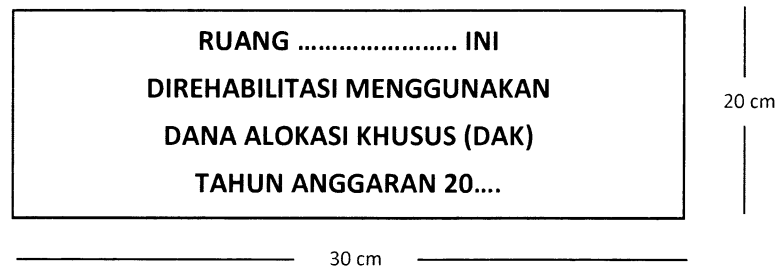 RUANG ...................... INI
DIREHABILITASI MENGGUNAKAN
DANA ALOKASI KHUSUS (DAK)
TAHUN ANGGARAN 20....
20 cm
30 cm